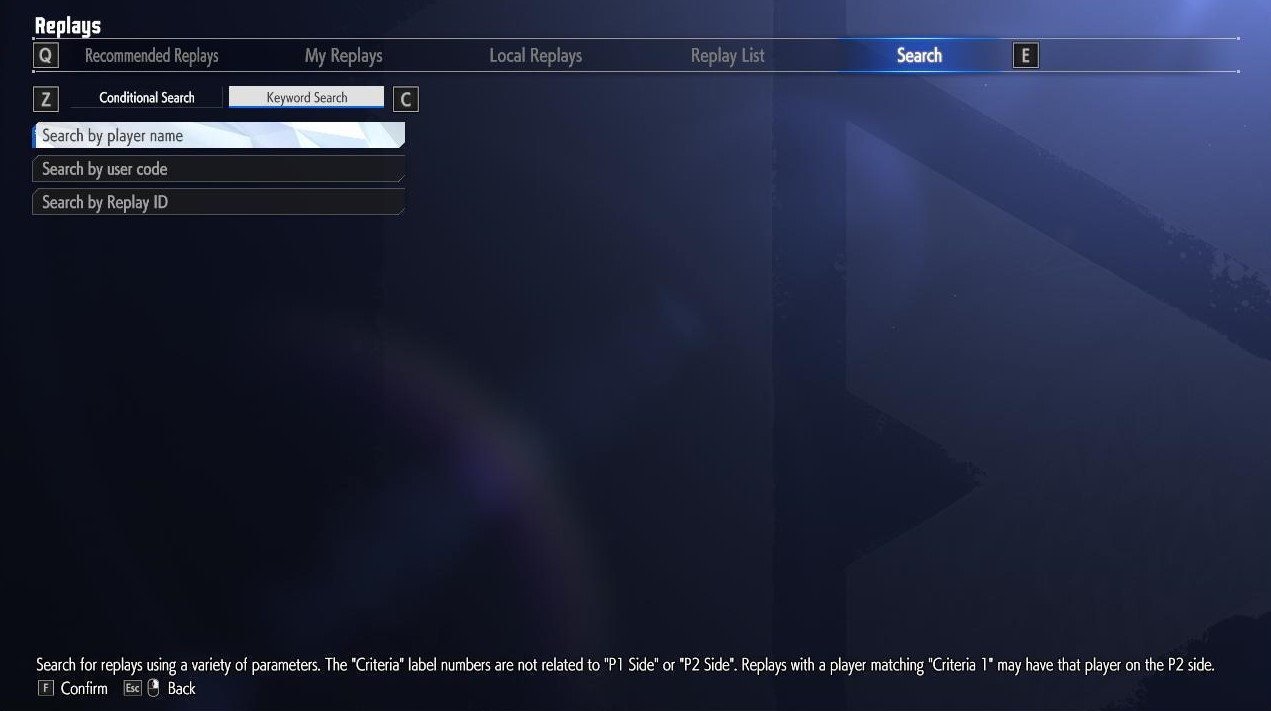 Replays
Q Recommended Replays My Replays Local Replays Replay List Search E
Z Conditional Search Keyword Search C
Search by player name
Search by user code
Search by Replay ID
Search for replays using a variety of parameters. The "Criteria" label numbers are not related to "P1 Side" or "P2 Side". Replays with a player matching "Criteria 1" may have that player on the P2 side.
F Confirm Esc Back